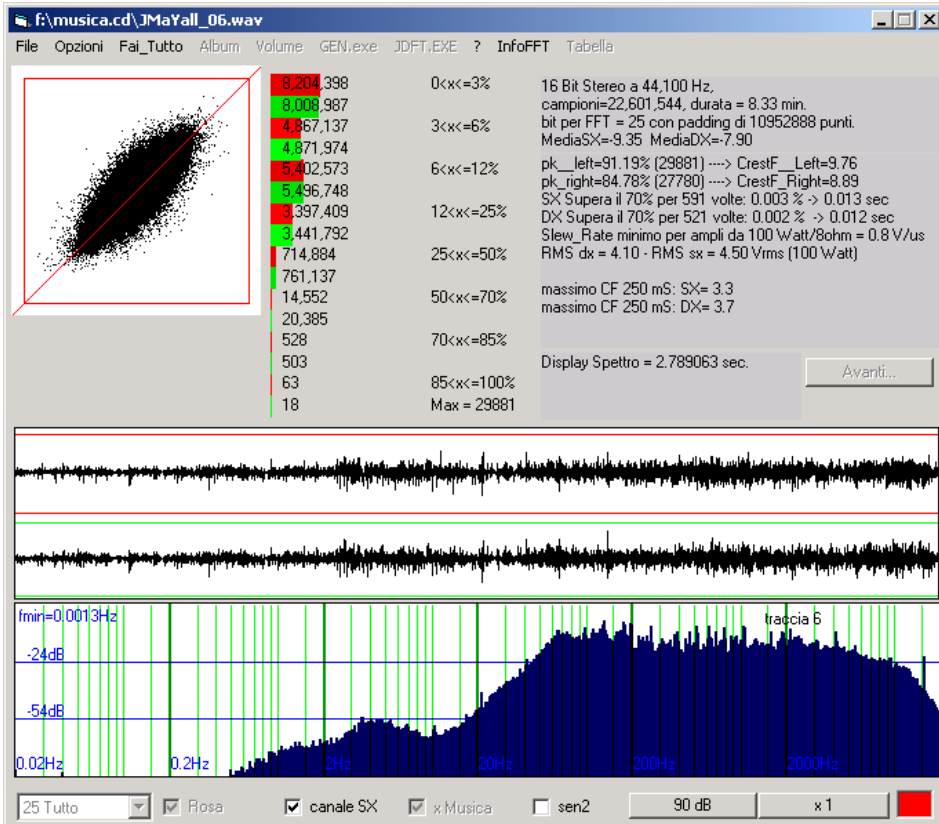 f:\musica.cd\JMaYall_06.wav
File Opzioni Fai_Tutto Album Volume GEN.exe JDFT.EXE ? InfoFFT Tabella
8,204,398 0<x<=3%
8,008,987
4,867,137 3<x<=6%
4,871,974
5,402,573 6<x<=12%
5,496,748
3,397,409 12<x<=25%
3,441,792
714,884 25<x<=50%
761,137
14,552 50<x<=70%
20,385
528 70<x<=85%
503
63 85<x<=100%
18 Max = 29881
16 Bit Stereo a 44,100 Hz,
campioni=22,601,544, durata = 8.33 min.
bit per FFT = 25 con padding di 10952888 punti.
MediaSX=-9.35 MediaDX=-7.90
pk__left=91.19% (29881) ----> CrestF__Left=9.76
pk_right=84.78% (27780) ----> CrestF_Right=8.89
SX Supera il 70% per 591 volte: 0.003 % -> 0.013 sec
DX Supera il 70% per 521 volte: 0.002 % -> 0.012 sec
Slew_Rate minimo per ampli da 100 Watt/8ohm = 0.8 V/us
RMS dx = 4.10 - RMS sx = 4.50 Vrms (100 Watt)
massimo CF 250 mS: SX= 3.3
massimo CF 250 mS: DX= 3.7
Display Spettro = 2.789063 sec.
Avanti...
fmin=0.0013Hz traccia 6
-24dB
-54dB
0.02Hz 0.2Hz 2Hz 20Hz 200Hz 2000Hz
25 Tutto Rosa canale SX x Musica sen2 90 dB x 1